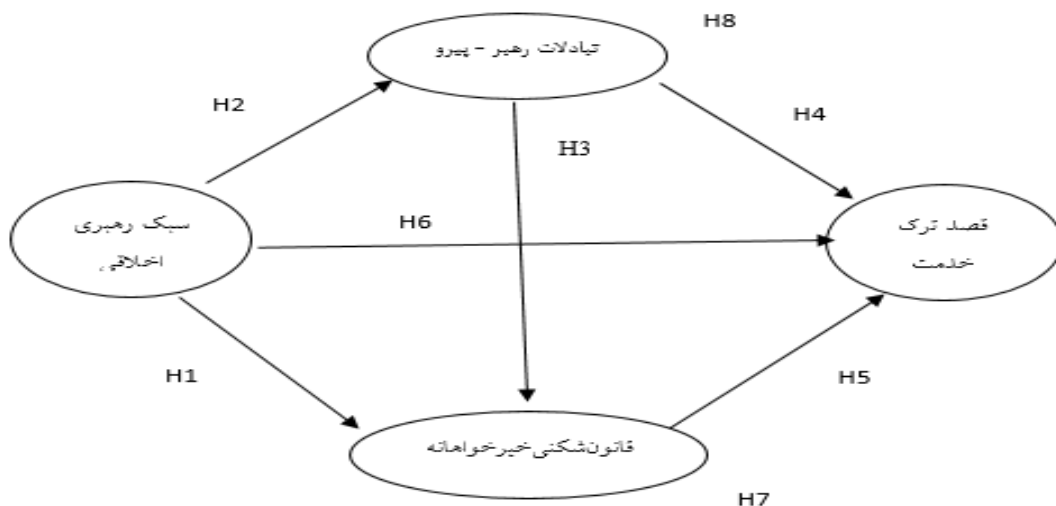 H8
تبادلات رهبر - پیرو
H2
H4
H3
سبک رهبری
اخلاقی
H6
قصد ترک
خدمت
H1
H5
قانون‌شکنی خیرخواهانه
H7